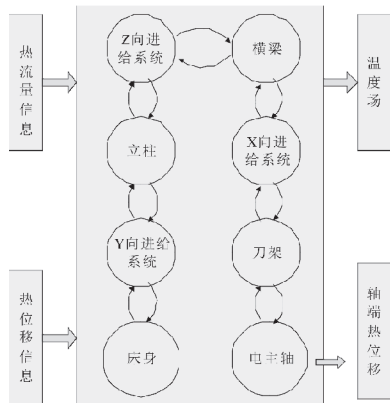 热流量信息
Z向进
给系统
横梁
温度场
立柱
X向进
给系统
Y向进给
系统
刀架
热位移信息
床身
电主轴
轴端热位移